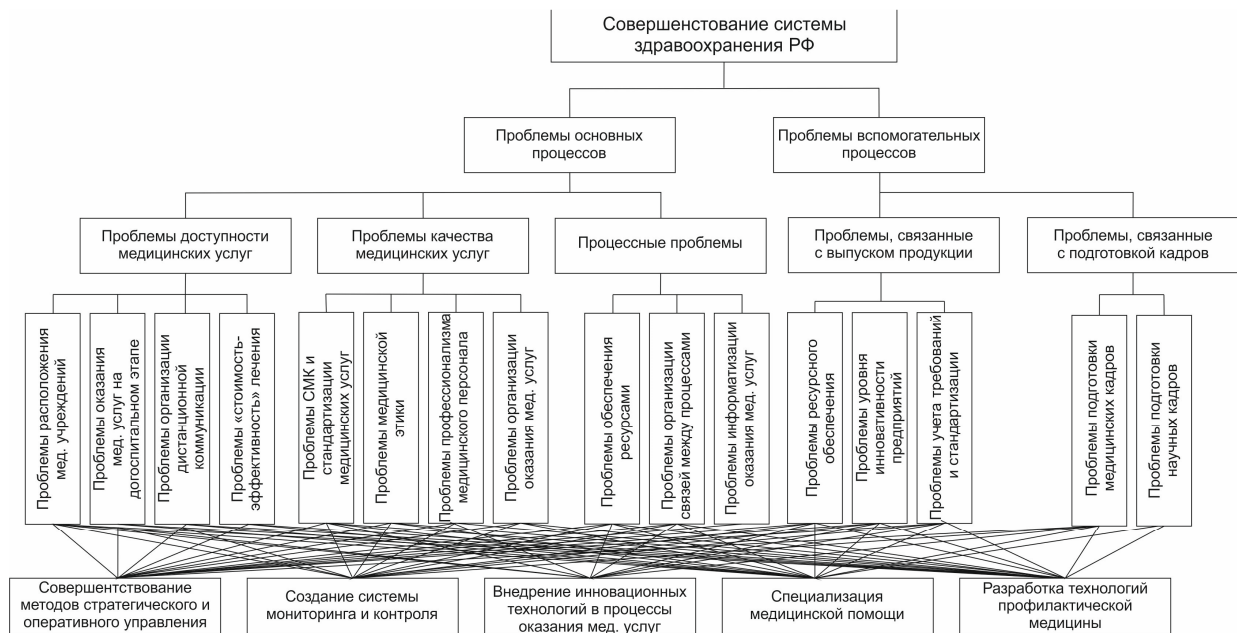 Совершенстование системы
здравоохранения РФ
Проблемы основных
процессов
Проблемы вспомогательных
процессов
Проблемы доступности
медицинских услуг
Проблемы качества
медицинских услуг
Процессные проблемы
Проблемы, связанные
с выпуском продукции
Проблемы, связанные
с подготовкой кадров
Проблемы расположения
мед. учреждений
Проблемы оказания
мед. услуг на
догоспитальном этапе
Проблемы организации
дистанционной
коммуникации
Проблемы «стоимость-
эффективность» лечения
Проблемы СМК и
стандартизации
медицинских услуг
Проблемы медицинской
этики
Проблемы профессионализма
медицинского персонала
Проблемы организации
оказания мед. услуг
Проблемы обеспечения
ресурсами
Проблемы организации
связей между процессами
Проблемы информатизации
оказания мед. услуг
Проблемы ресурсного
обеспечения
Проблемы уровня
инновативности
предприятий
Проблемы учета требований
и стандартизации
Проблемы подготовки
медицинских кадров
Проблемы подготовки
научных кадров
Совершентствование
методов стратегического и
оперативного управления
Создание системы
мониторинга и контроля
Внедрение инновационных
технологий в процессы
оказания мед. услуг
Специализация
медицинской помощи
Разработка технологий
профилактической
медицины